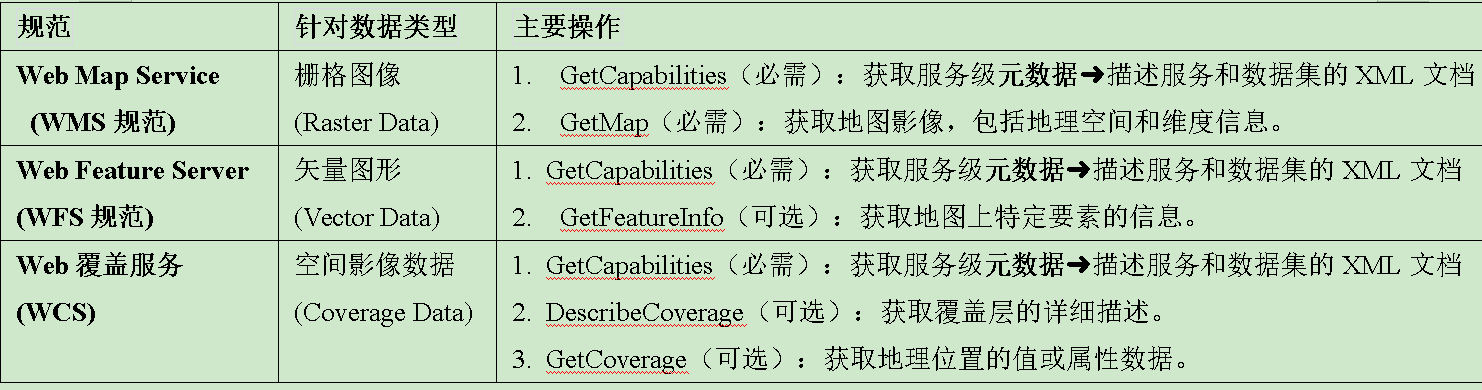 规范 针对数据类型 主要操作
Web Map Service 栅格图像 1. GetCapabilities（必需）：获取服务级元数据➔描述服务和数据集的 XML 文档
(WMS 规范) (Raster Data) 2. GetMap（必需）：获取地图影像，包括地理空间和维度信息。
Web Feature Server 矢量图形 1. GetCapabilities（必需）：获取服务级元数据➔描述服务和数据集的 XML 文档
(WFS 规范) (Vector Data) 2. GetFeatureInfo（可选）：获取地图上特定要素的信息。
Web 覆盖服务 空间影像数据 1. GetCapabilities（必需）：获取服务级元数据➔描述服务和数据集的 XML 文档
(WCS) (Coverage Data) 2. DescribeCoverage（可选）：获取覆盖层的详细描述。
3. GetCoverage（可选）：获取地理位置的值或属性数据。